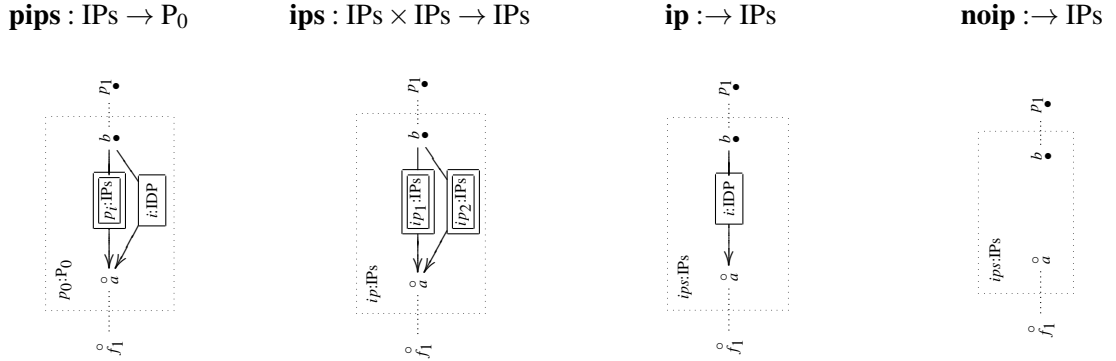 pips : IPs → P₀
ips : IPs × IPs → IPs
ip :→ IPs
noip :→ IPs
p₁
b
pᵢ:IPs
i:IDP
p₀:P₀
a
f₁
p₁
b
ip₁:IPs
ip₂:IPs
ip:IPs
a
f₁
p₁
b
i:IDP
ips:IPs
a
f₁
p₁
b
ips:IPs
a
f₁